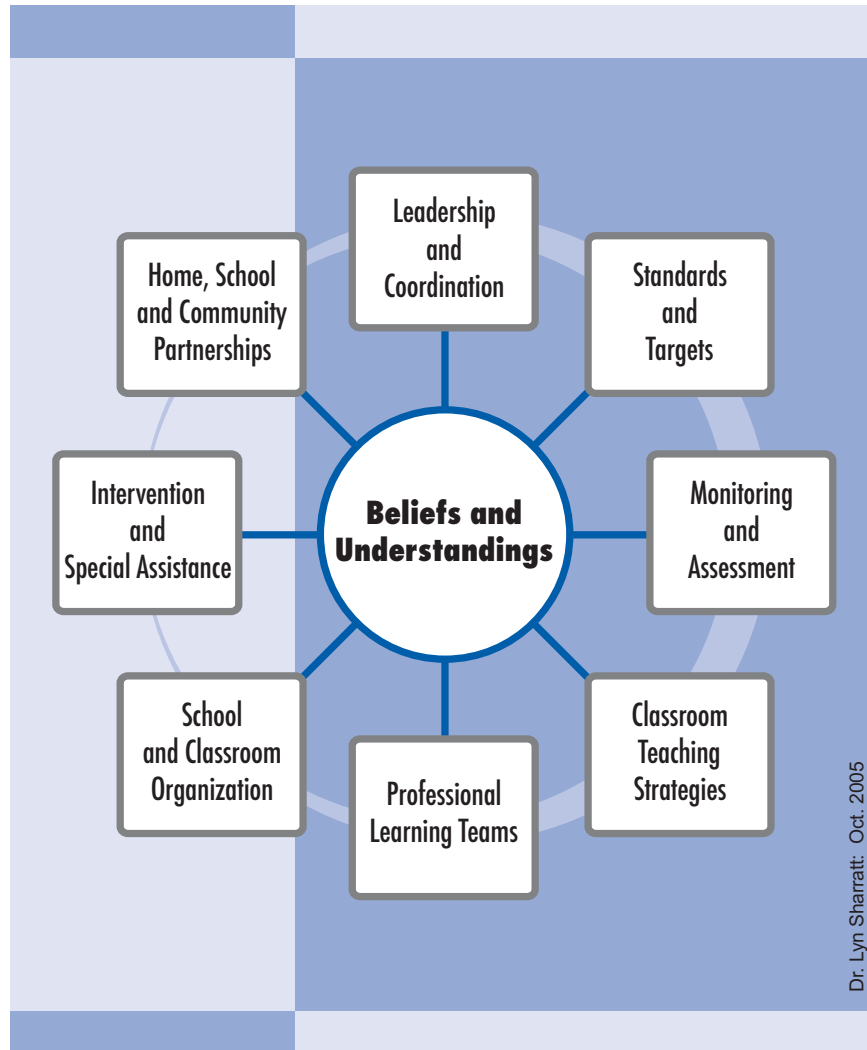 Leadership
and
Coordination
Home, School
and Community
Partnerships
Standards
and
Targets
Intervention
and
Special Assistance
Beliefs and
Understandings
Monitoring
and
Assessment
School
and Classroom
Organization
Professional
Learning Teams
Classroom
Teaching
Strategies
Dr. Lyn Sharratt: Oct. 2005